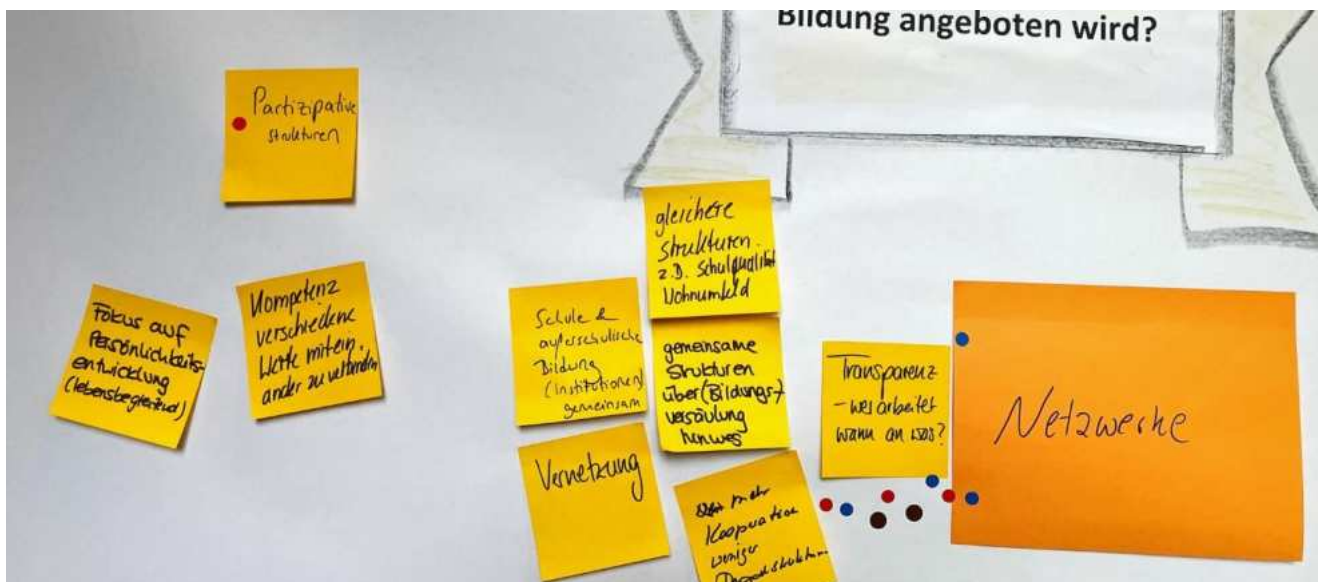 Bildung angeboten wird?
Partizipative
strukturen
gleichere
Strukturen.
z.B. Schulqualität
Wohnumfeld
Fokus auf
Persönlichkeits-
entwicklung
(lebensbegleitend)
Kompetenz
verschiedene
Werte mitein.
ander zu verbinden
Schule &
außerschulische
Bildung
(Institutionen)
gemeinsam
gemeinsame
Strukturen
über (Bildungs-)
versäulung
hinweg
Transparenz
- wer arbeitet
wann an was?
Netzwerke
Vernetzung
mehr
Kooperation
weniger